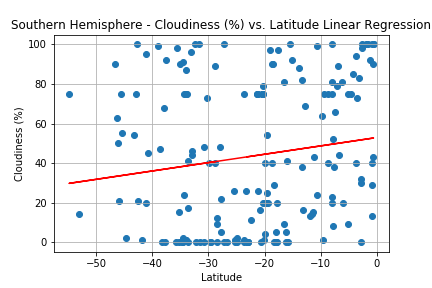 Southern Hemisphere - Cloudiness (%) vs. Latitude Linear Regression
100
80
60
40
20
0
Cloudiness (%)
−50 −40 −30 −20 −10 0
Latitude